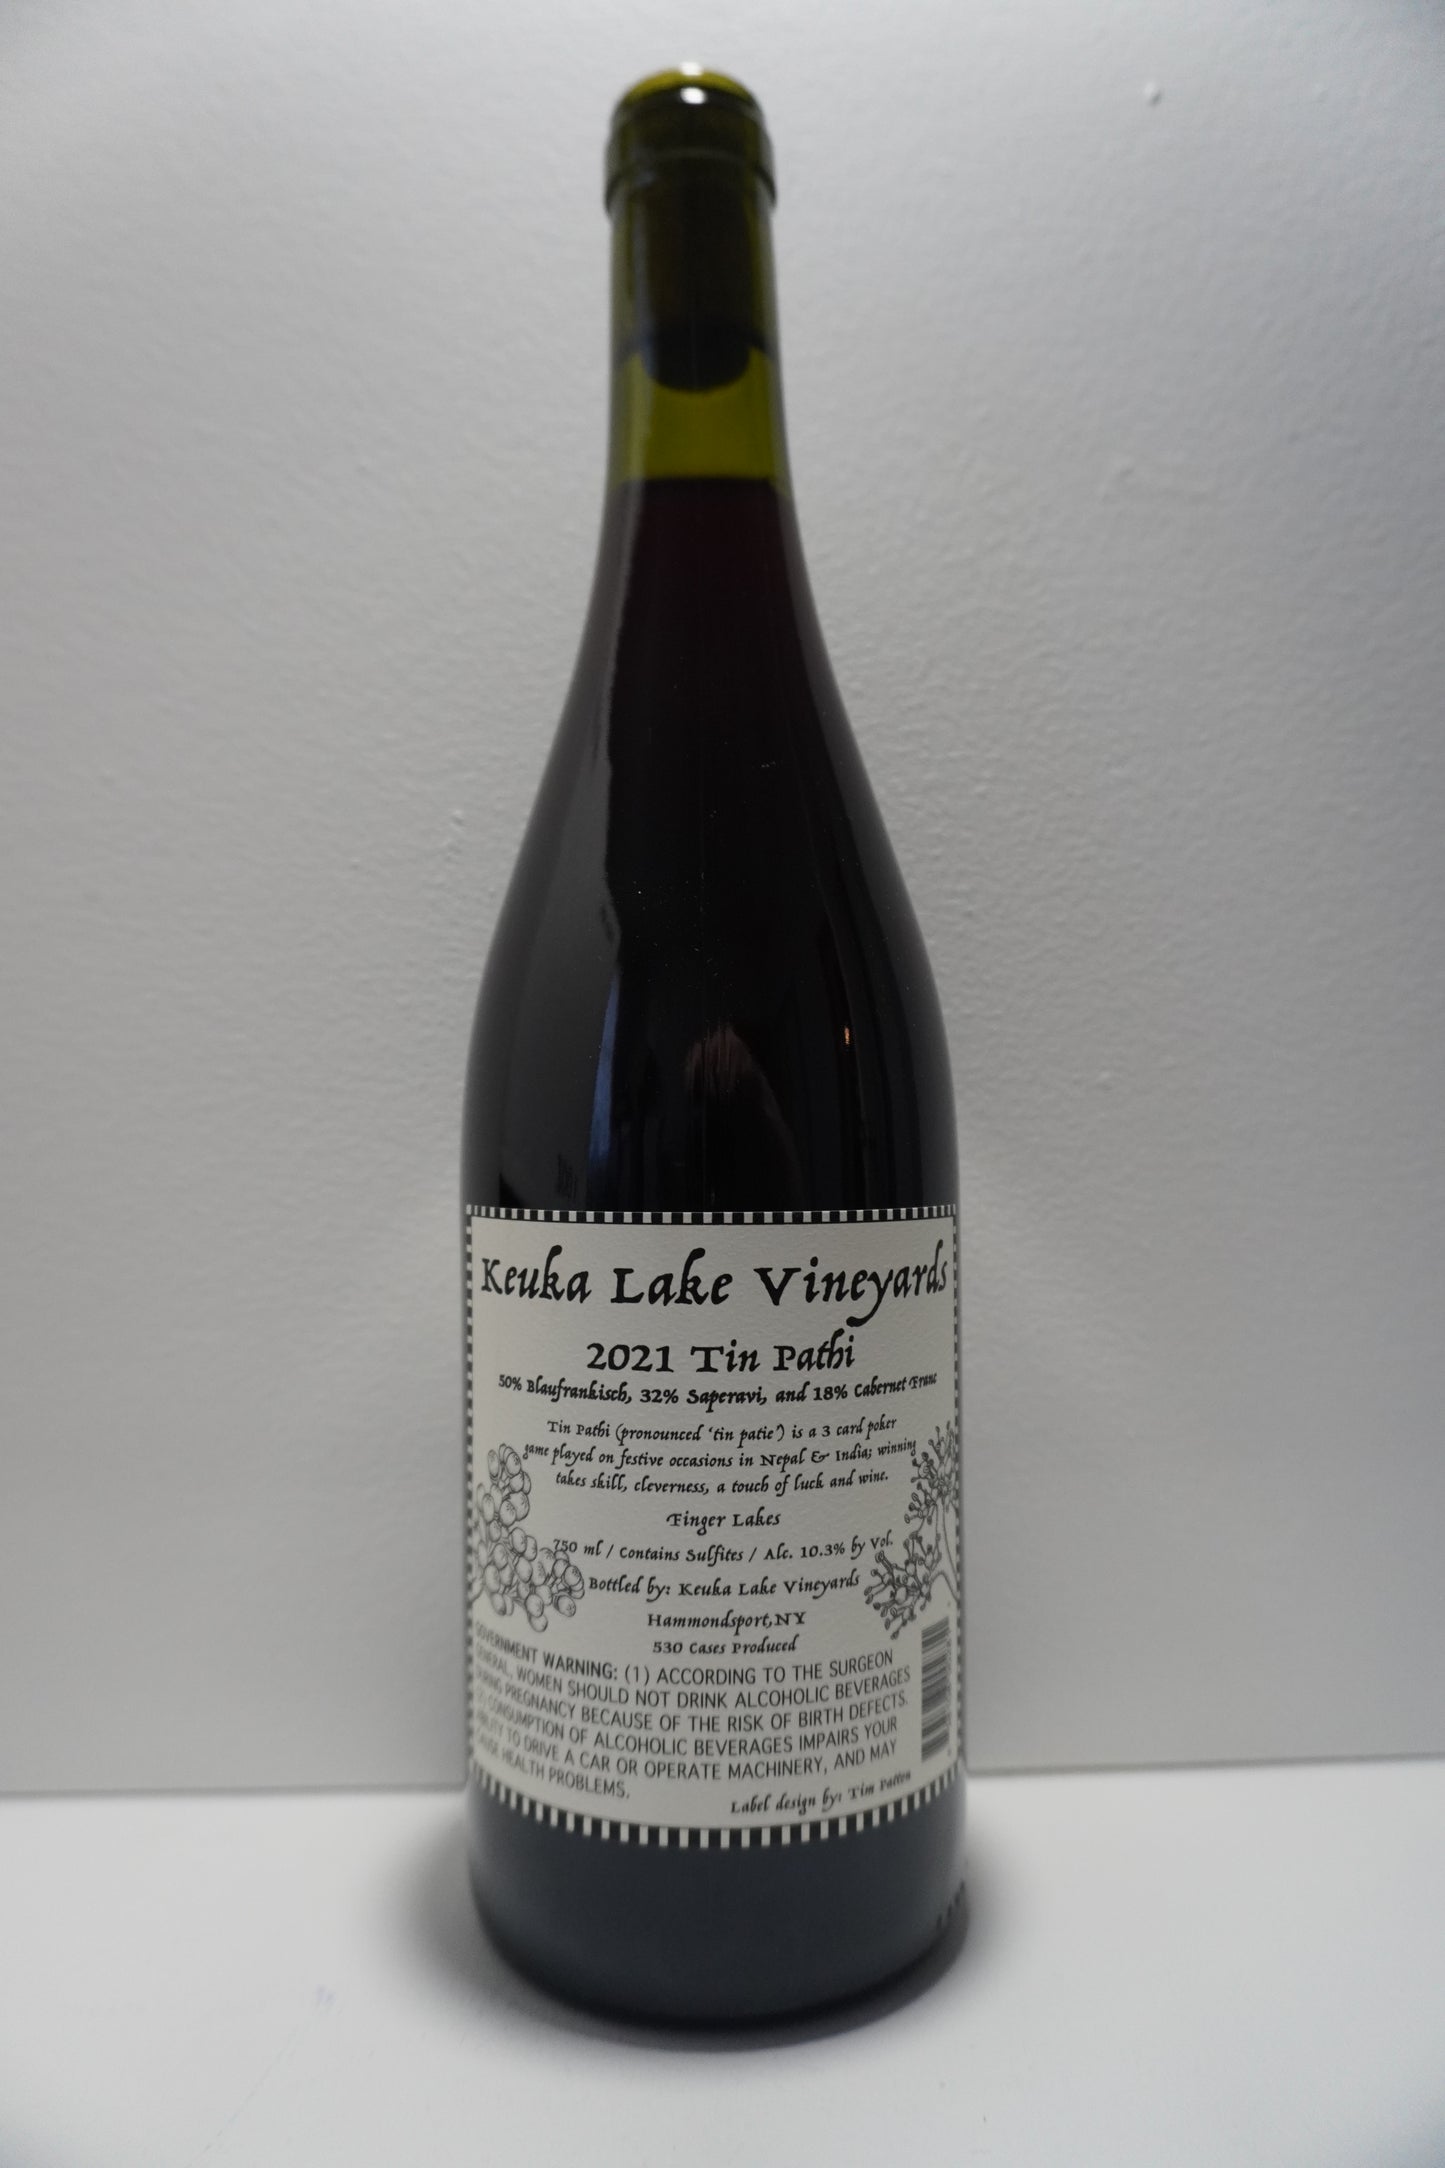 Keuka Lake Vineyards
2021 Tin Pathi
50% Blaufrankisch, 32% Saperavi, and 18% Cabernet Franc
Tin Pathi (pronounced 'tin patie') is a 3 card poker
game played on festive occasions in Nepal & India; winning
takes skill, cleverness, a touch of luck and wine.
Finger Lakes
750 ml / Contains Sulfites / Alc. 10.3% by Vol.
Bottled by: Keuka Lake Vineyards
Hammondsport, NY
530 Cases Produced
GOVERNMENT WARNING: (1) ACCORDING TO THE SURGEON
GENERAL, WOMEN SHOULD NOT DRINK ALCOHOLIC BEVERAGES
DURING PREGNANCY BECAUSE OF THE RISK OF BIRTH DEFECTS.
(2) CONSUMPTION OF ALCOHOLIC BEVERAGES IMPAIRS YOUR
ABILITY TO DRIVE A CAR OR OPERATE MACHINERY, AND MAY
CAUSE HEALTH PROBLEMS.
Label design by: Tim Patton